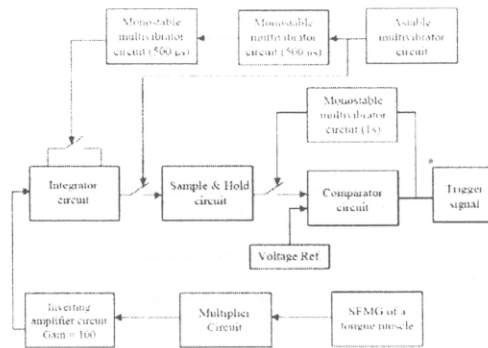 Monostable
multivibrator
circuit (500 µs)
Monostable
multivibrator
circuit (500 ns)
Astable
multivibrator
circuit
Monostable
multivibrator
circuit (1s)
Integrator
circuit
Sample & Hold
circuit
Comparator
circuit
Trigger
signal
Voltage Ref.
Inverting
amplifier circuit
Gain = 100
Multiplier
Circuit
SEMG of a
tongue muscle